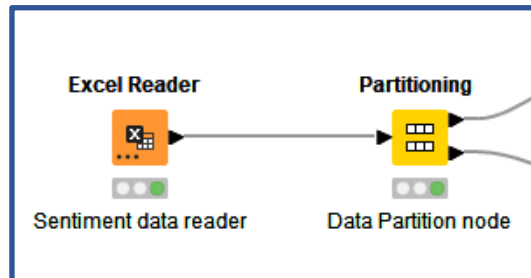 Excel Reader
Partitioning
X
Sentiment data reader
Data Partition node